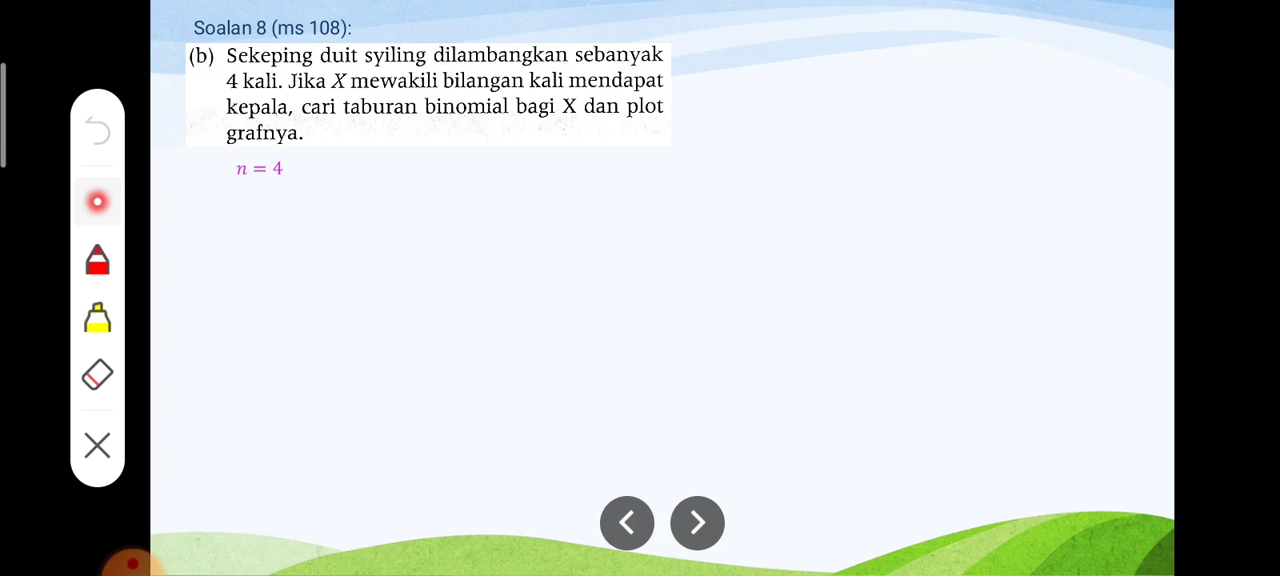 Soalan 8 (ms 108):
(b) Sekeping duit syiling dilambangkan sebanyak
4 kali. Jika X mewakili bilangan kali mendapat
kepala, cari taburan binomial bagi X dan plot
grafnya.
n = 4